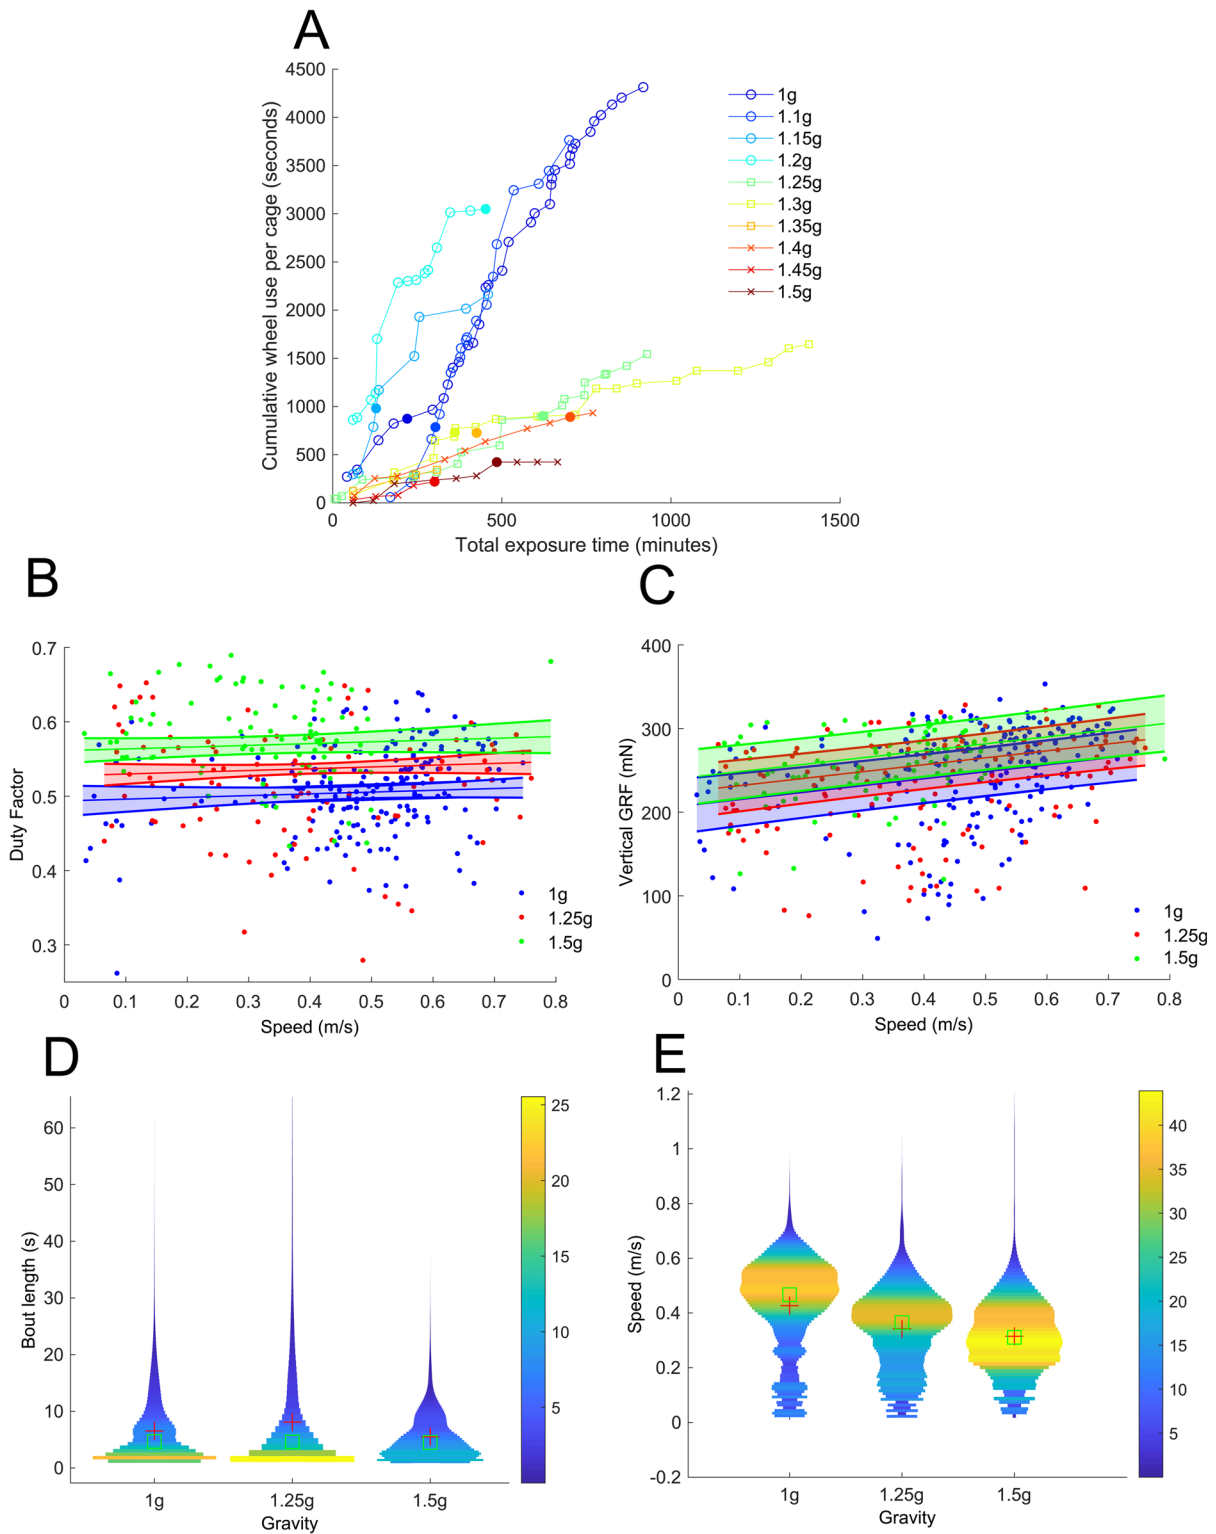 A
4500
4000
3500
3000
2500
2000
1500
1000
500
0
0
500
1000
1500
Cumulative wheel use per cage (seconds)
Total exposure time (minutes)
1g
1.1g
1.15g
1.2g
1.25g
1.3g
1.35g
1.4g
1.45g
1.5g
B
0.7
0.6
0.5
0.4
0.3
0
0.1
0.2
0.3
0.4
0.5
0.6
0.7
0.8
Duty Factor
Speed (m/s)
1g
1.25g
1.5g
C
400
300
200
100
0
0
0.1
0.2
0.3
0.4
0.5
0.6
0.7
0.8
Vertical GRF (mN)
Speed (m/s)
1g
1.25g
1.5g
D
60
50
40
30
20
10
0
Bout length (s)
1g
1.25g
1.5g
Gravity
25
20
15
10
5
E
1.2
1
0.8
0.6
0.4
0.2
0
-0.2
Speed (m/s)
1g
1.25g
1.5g
Gravity
40
35
30
25
20
15
10
5